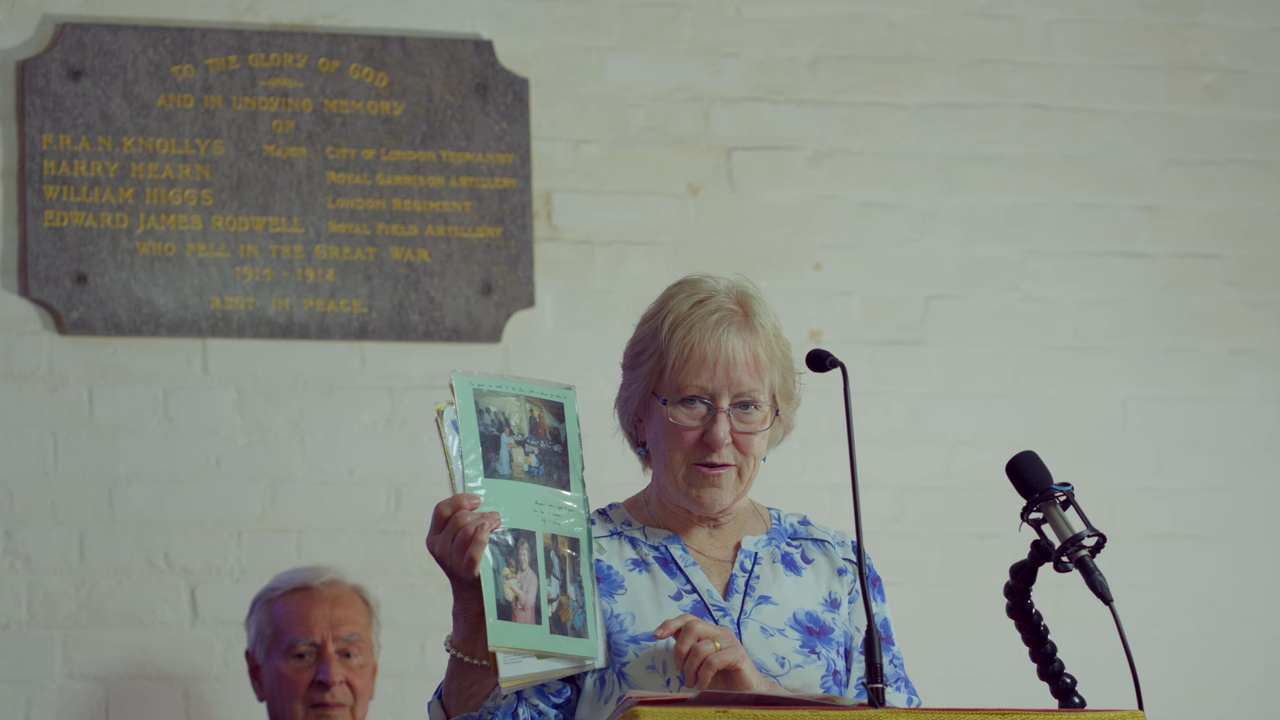 TO THE GLORY OF GOD
AND IN UNDYING MEMORY
OF
F.R.A.N. KNOLLYS MAJOR CITY OF LONDON YEOMANRY
HARRY HEARN ROYAL GARRISON ARTILLERY
WILLIAM HIGGS LONDON REGIMENT
EDWARD JAMES RODWELL ROYAL FIELD ARTILLERY
WHO FELL IN THE GREAT WAR
1914 - 1918
REST IN PEACE.